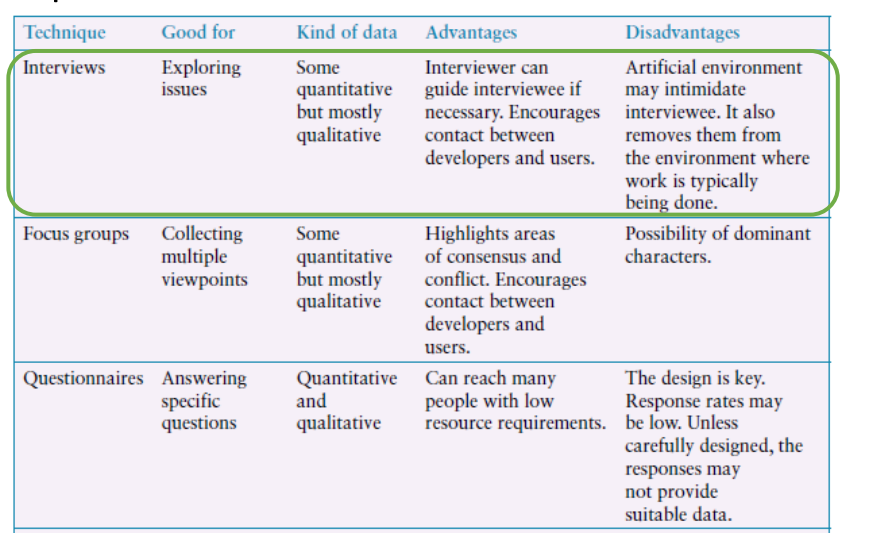 Technique Good for Kind of data Advantages Disadvantages
Interviews Exploring Some Interviewer can Artificial environment
issues quantitative guide interviewee if may intimidate
but mostly necessary. Encourages interviewee. It also
qualitative contact between removes them from
developers and users. the environment where
work is typically
being done.
Focus groups Collecting Some Highlights areas Possibility of dominant
multiple quantitative of consensus and characters.
viewpoints but mostly conflict. Encourages
qualitative contact between
developers and
users.
Questionnaires Answering Quantitative Can reach many The design is key.
specific and people with low Response rates may
questions qualitative resource requirements. be low. Unless
carefully designed, the
responses may
not provide
suitable data.